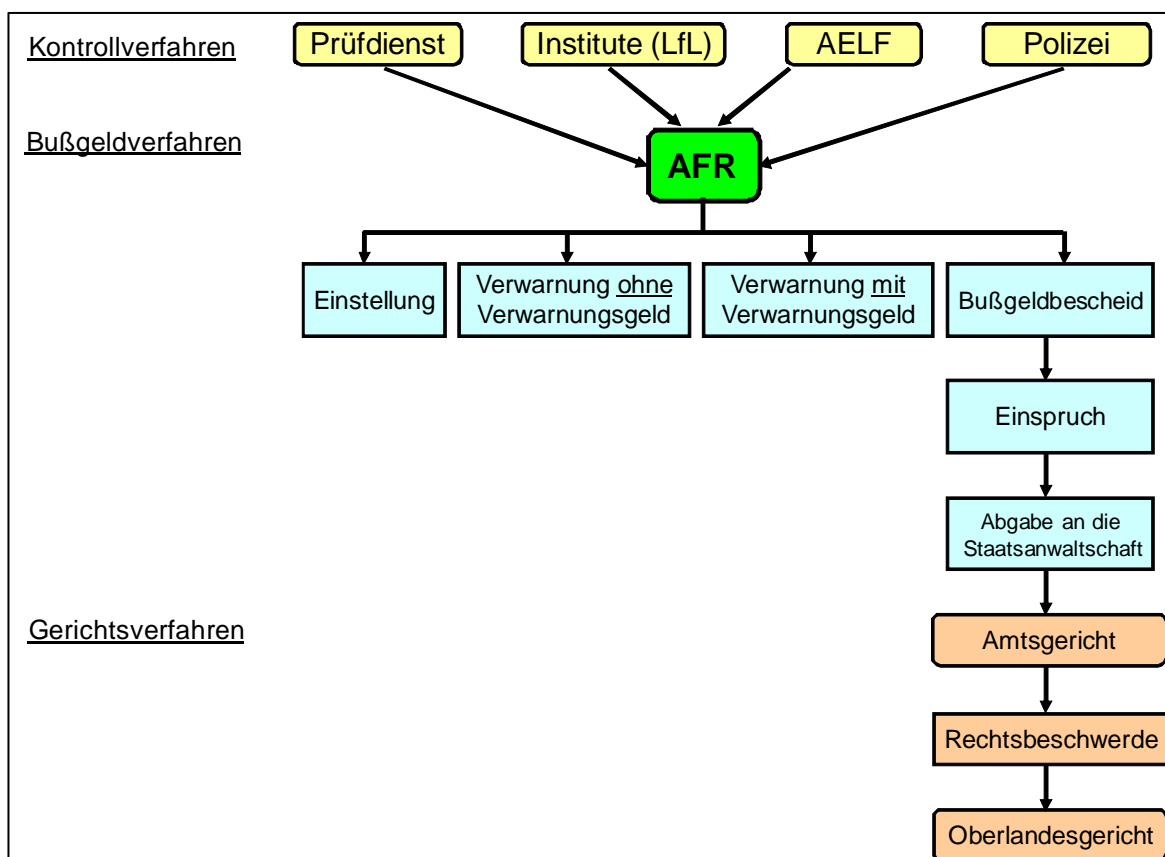 Kontrollverfahren
Prüfdienst
Institute (LfL)
AELF
Polizei
Bußgeldverfahren
AFR
Einstellung
Verwarnung ohne
Verwarnungsgeld
Verwarnung mit
Verwarnungsgeld
Bußgeldbescheid
Einspruch
Abgabe an die
Staatsanwaltschaft
Gerichtsverfahren
Amtsgericht
Rechtsbeschwerde
Oberlandesgericht